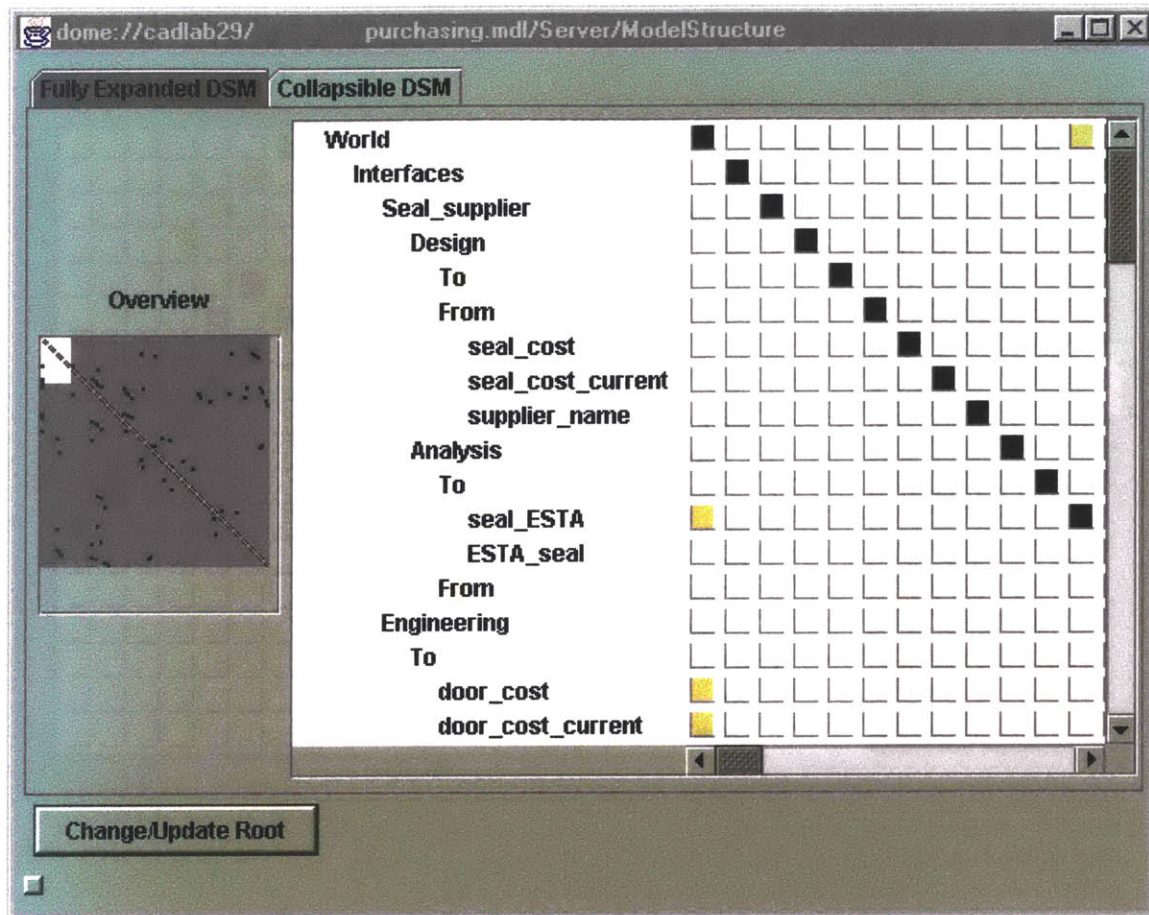 dome://cadlab29/ purchasing.mdl/Server/ModelStructure
Fully Expanded DSM Collapsible DSM
World
Interfaces
Seal_supplier
Design
To
Overview
From
seal_cost
seal_cost_current
supplier_name
Analysis
To
seal_ESTA
ESTA_seal
From
Engineering
To
door_cost
door_cost_current
Change/Update Root